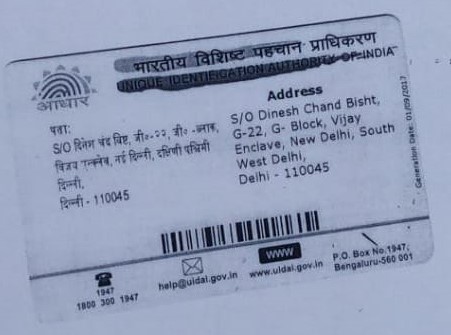 भारतीय विशिष्ट पहचान प्राधिकरण
UNIQUE IDENTIFICATION AUTHORITY OF INDIA
आधार
पता:
S/O दिनेश चंद बिष्ट, जी०-२२, जी० -ब्लाक,
विजय एन्क्लेव, नई दिल्ली, दक्षिणी पश्चिमी
दिल्ली,
दिल्ली - 110045
Address
S/O Dinesh Chand Bisht,
G-22, G- Block, Vijay
Enclave, New Delhi, South
West Delhi,
Delhi - 110045
Generation Date: 01/09/2017
1947
1800 300 1947
help@uidai.gov.in
WWW
www.uidai.gov.in
P.O. Box No.1947,
Bengaluru-560 001